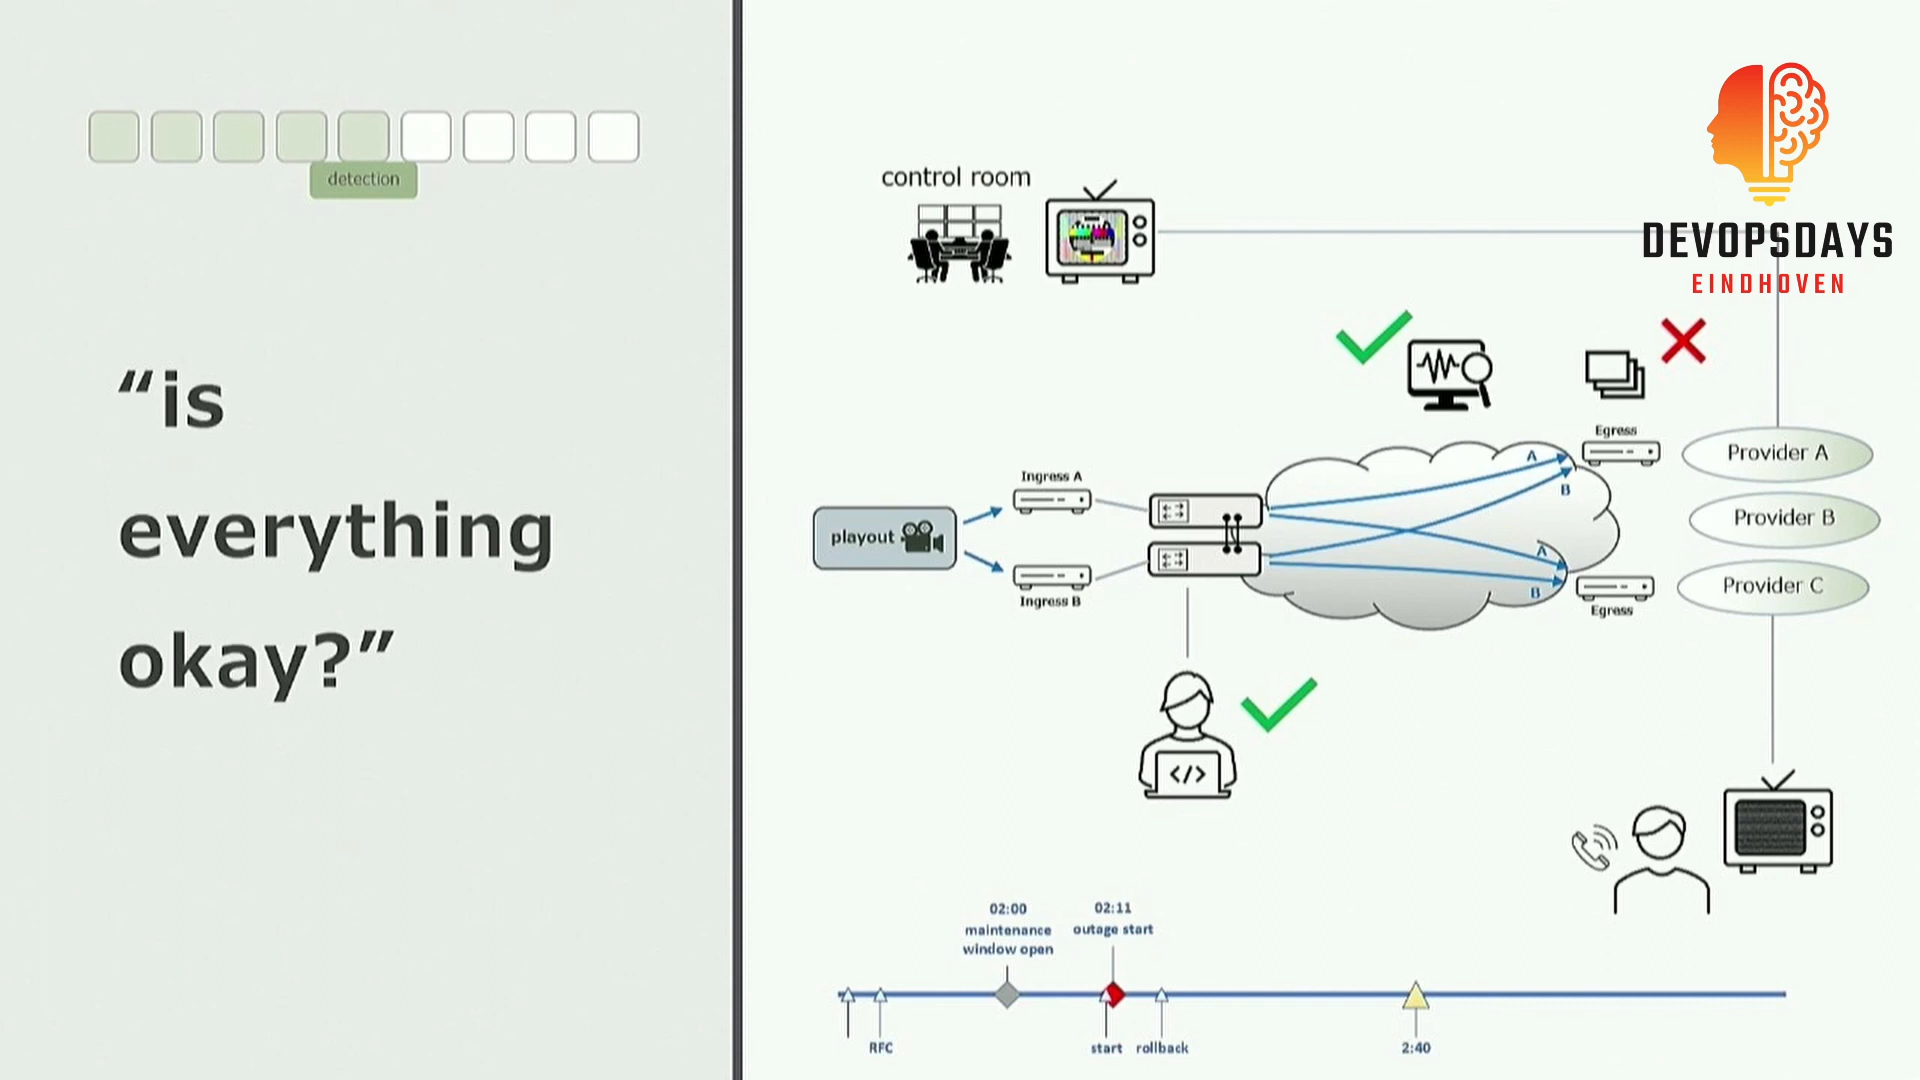 detection
“is
everything
okay?”
control room
DEVOPSDAYS
EINDHOVEN
Egress
Provider A
A
B
Ingress A
playout
Provider B
Ingress B
A
B
Provider C
Egress
</>
02:00
maintenance
window open
02:11
outage start
RFC
start
rollback
2:40